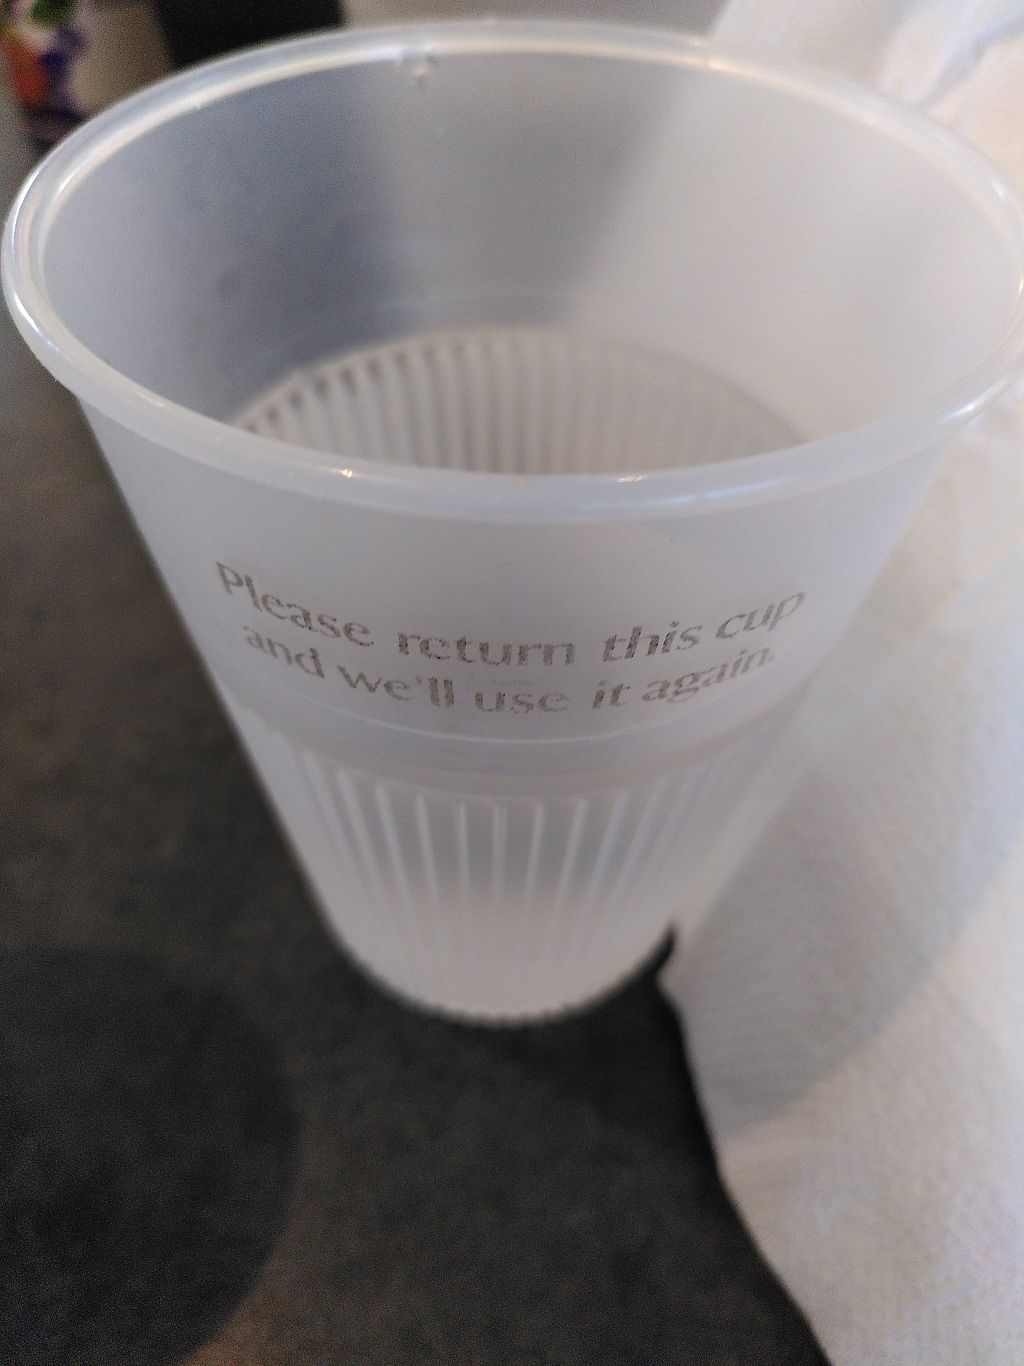 Please return this cup
and we'll use it again.